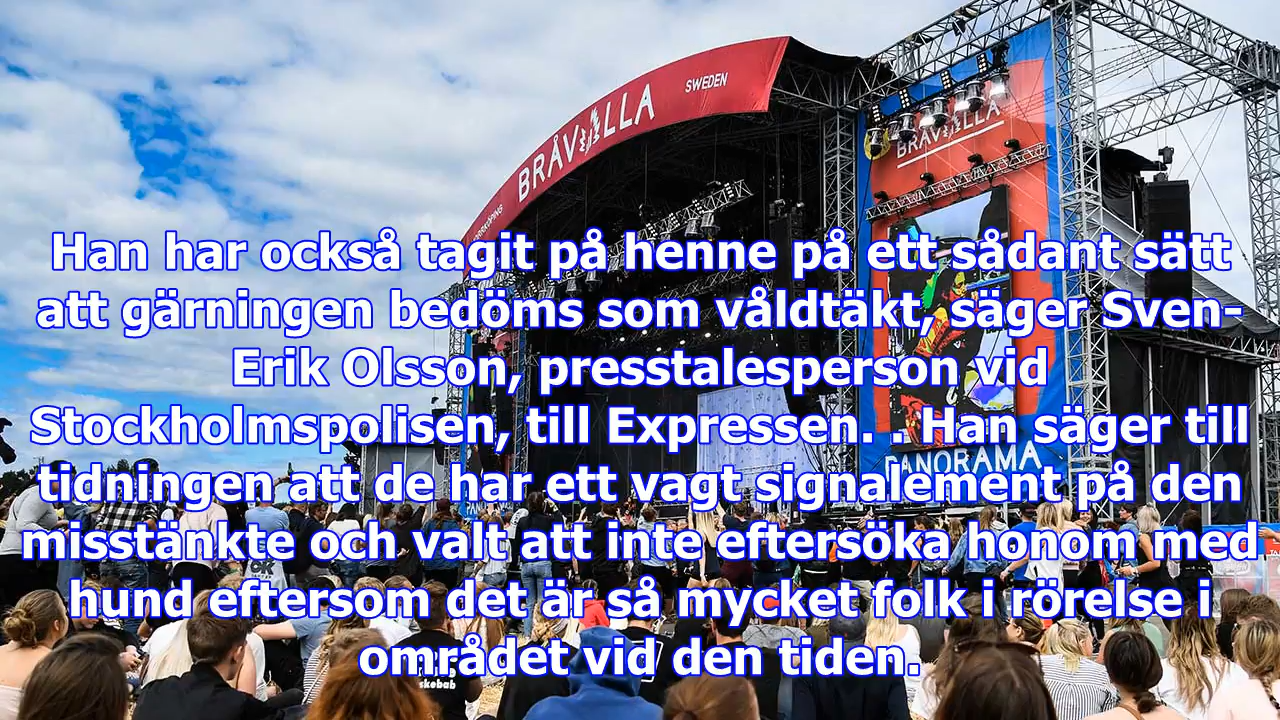 SWEDEN
BRÅVALLA
NORRKÖPING
BRÅVALLA
Han har också tagit på henne på ett sådant sätt
att gärningen bedöms som våldtäkt, säger Sven-
Erik Olsson, presstalesperson vid
Stockholmspolisen, till Expressen. . Han säger till
PANORAMA
tidningen att de har ett vagt signalement på den
misstänkte och valt att inte eftersöka honom med
hund eftersom det är så mycket folk i rörelse i
området vid den tiden.
skebab